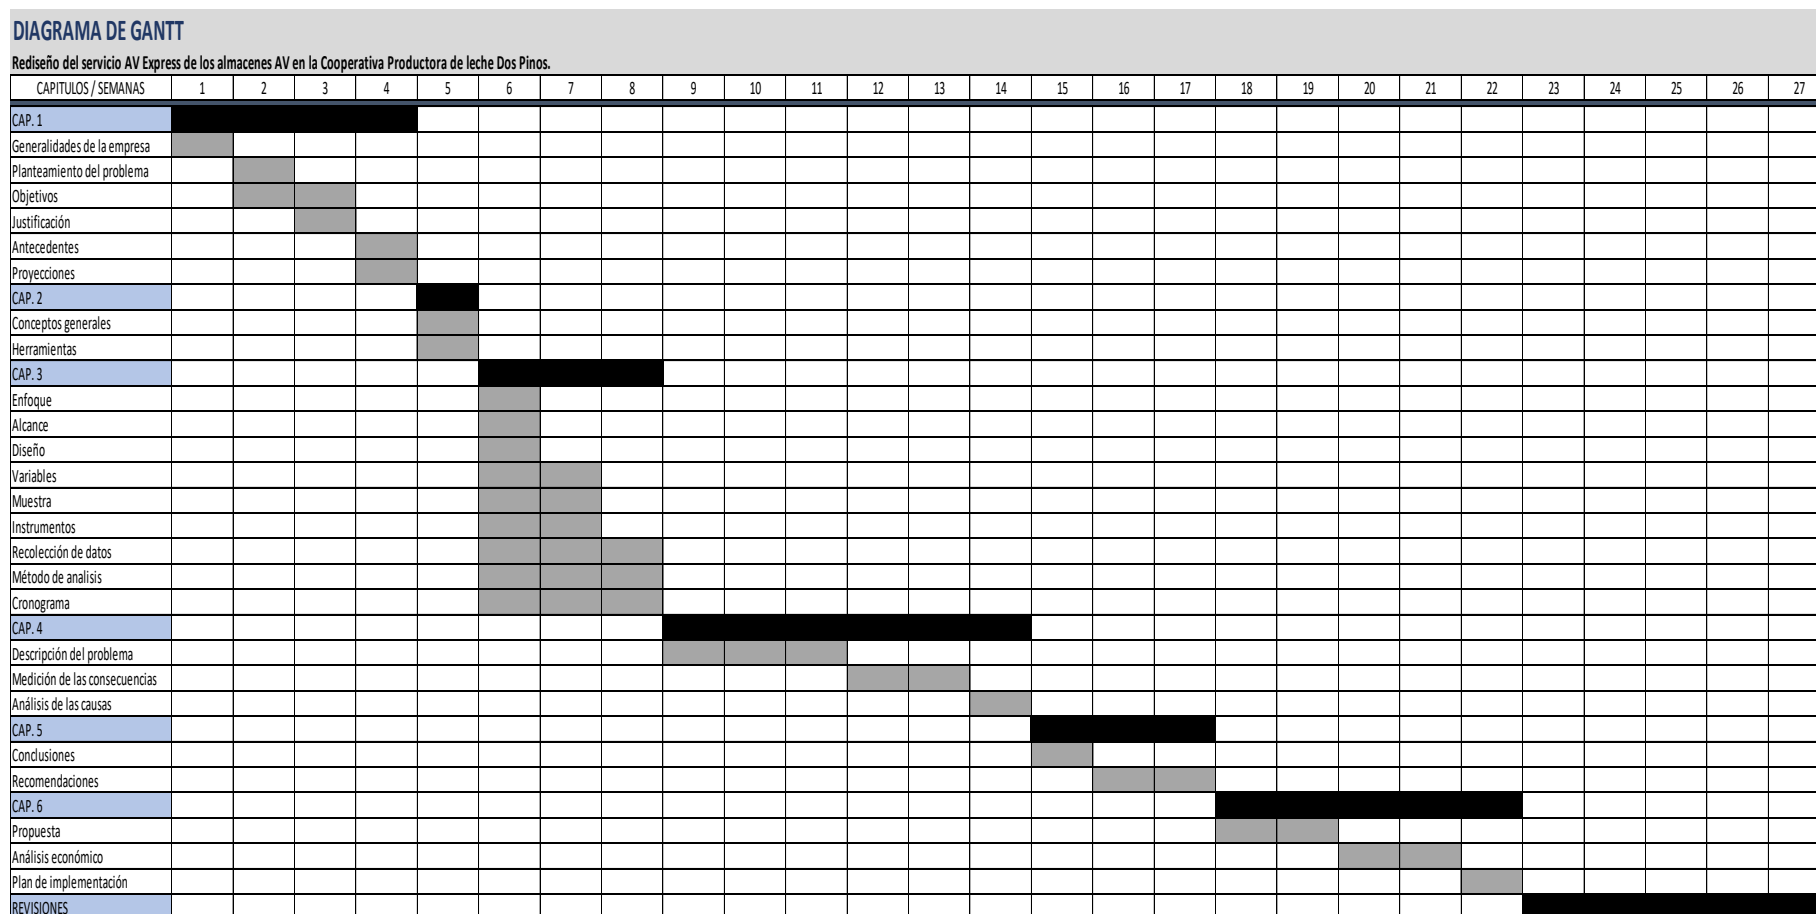 DIAGRAMA DE GANTT
Rediseño del servicio AV Express de los almacenes AV en la Cooperativa Productora de leche Dos Pinos.
CAPITULOS / SEMANAS 1 2 3 4 5 6 7 8 9 10 11 12 13 14 15 16 17 18 19 20 21 22 23 24 25 26 27
CAP. 1
Generalidades de la empresa
Planteamiento del problema
Objetivos
Justificación
Antecedentes
Proyecciones
CAP. 2
Conceptos generales
Herramientas
CAP. 3
Enfoque
Alcance
Diseño
Variables
Muestra
Instrumentos
Recolección de datos
Método de analisis
Cronograma
CAP. 4
Descripción del problema
Medición de las consecuencias
Análisis de las causas
CAP. 5
Conclusiones
Recomendaciones
CAP. 6
Propuesta
Análisis económico
Plan de implementación
REVISIONES